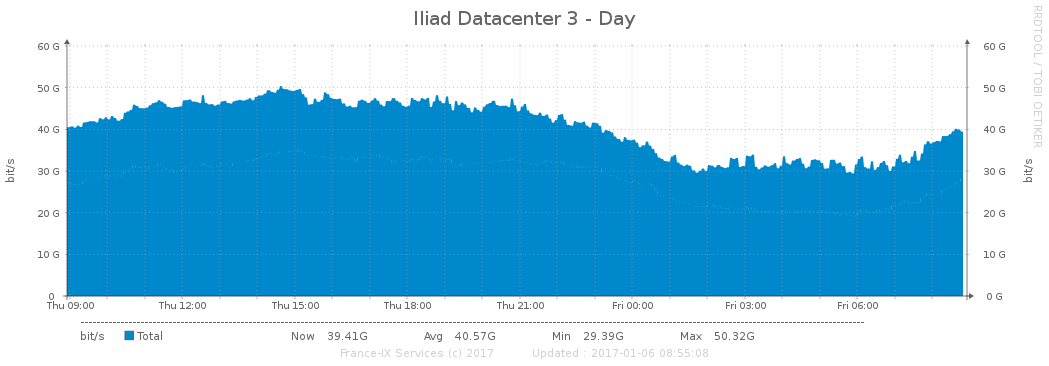 Iliad Datacenter 3 - Day
RRDTOOL / TOBI OETIKER
bit/s
60 G
50 G
40 G
30 G
20 G
10 G
0
60 G
50 G
40 G
30 G
20 G
10 G
0 G
bit/s
Thu 09:00 Thu 12:00 Thu 15:00 Thu 18:00 Thu 21:00 Fri 00:00 Fri 03:00 Fri 06:00
bit/s Total Now 39.41G Avg 40.57G Min 29.39G Max 50.32G
France-IX Services (c) 2017 Updated : 2017-01-06 08:55:08